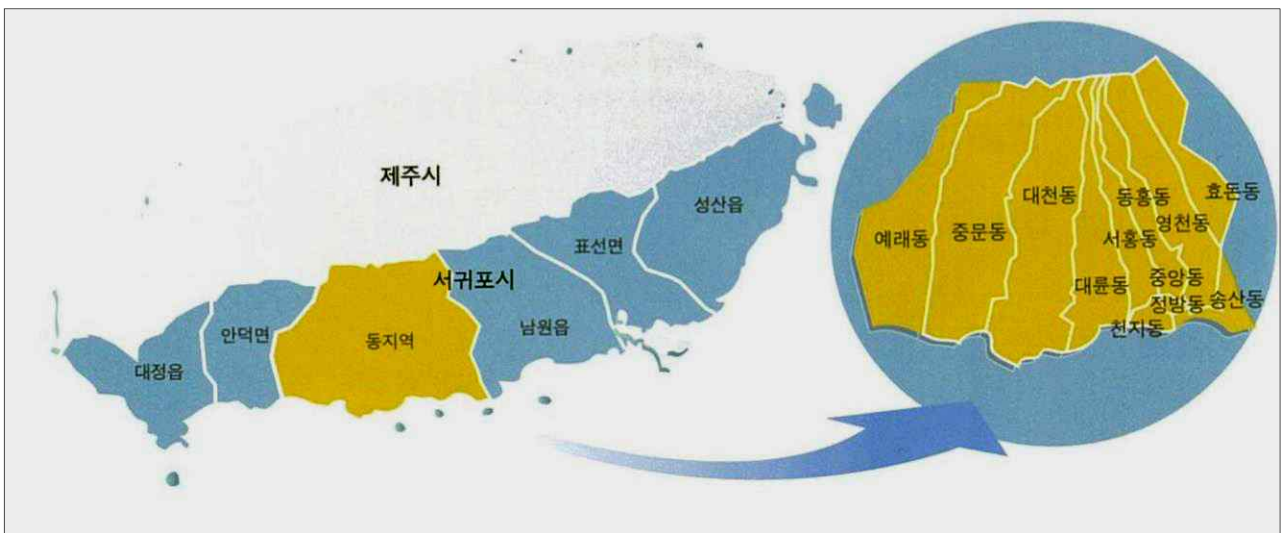 제주시
서귀포시
성산읍
표선면
남원읍
동지역
안덕면
대정읍
예래동
중문동
대천동
대륜동
서홍동
동홍동
영천동
효돈동
중앙동
정방동
송산동
천지동